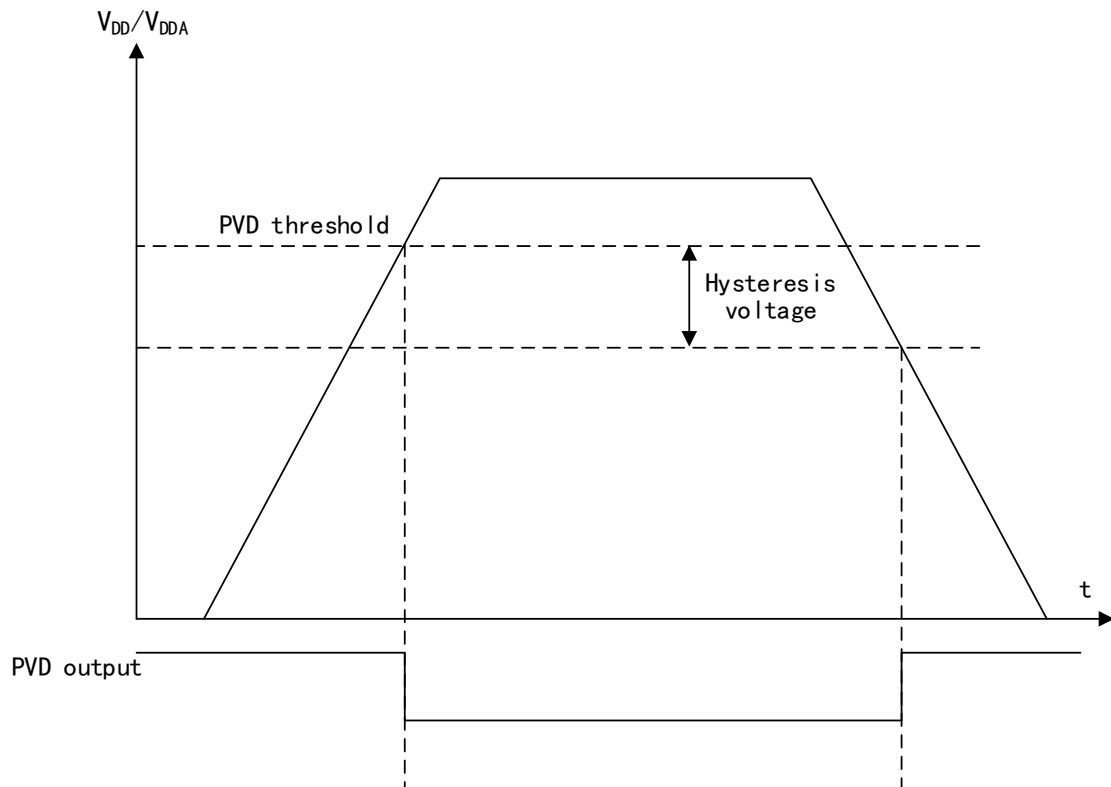 VDD/VDDA
PVD threshold
Hysteresis
voltage
t
PVD output